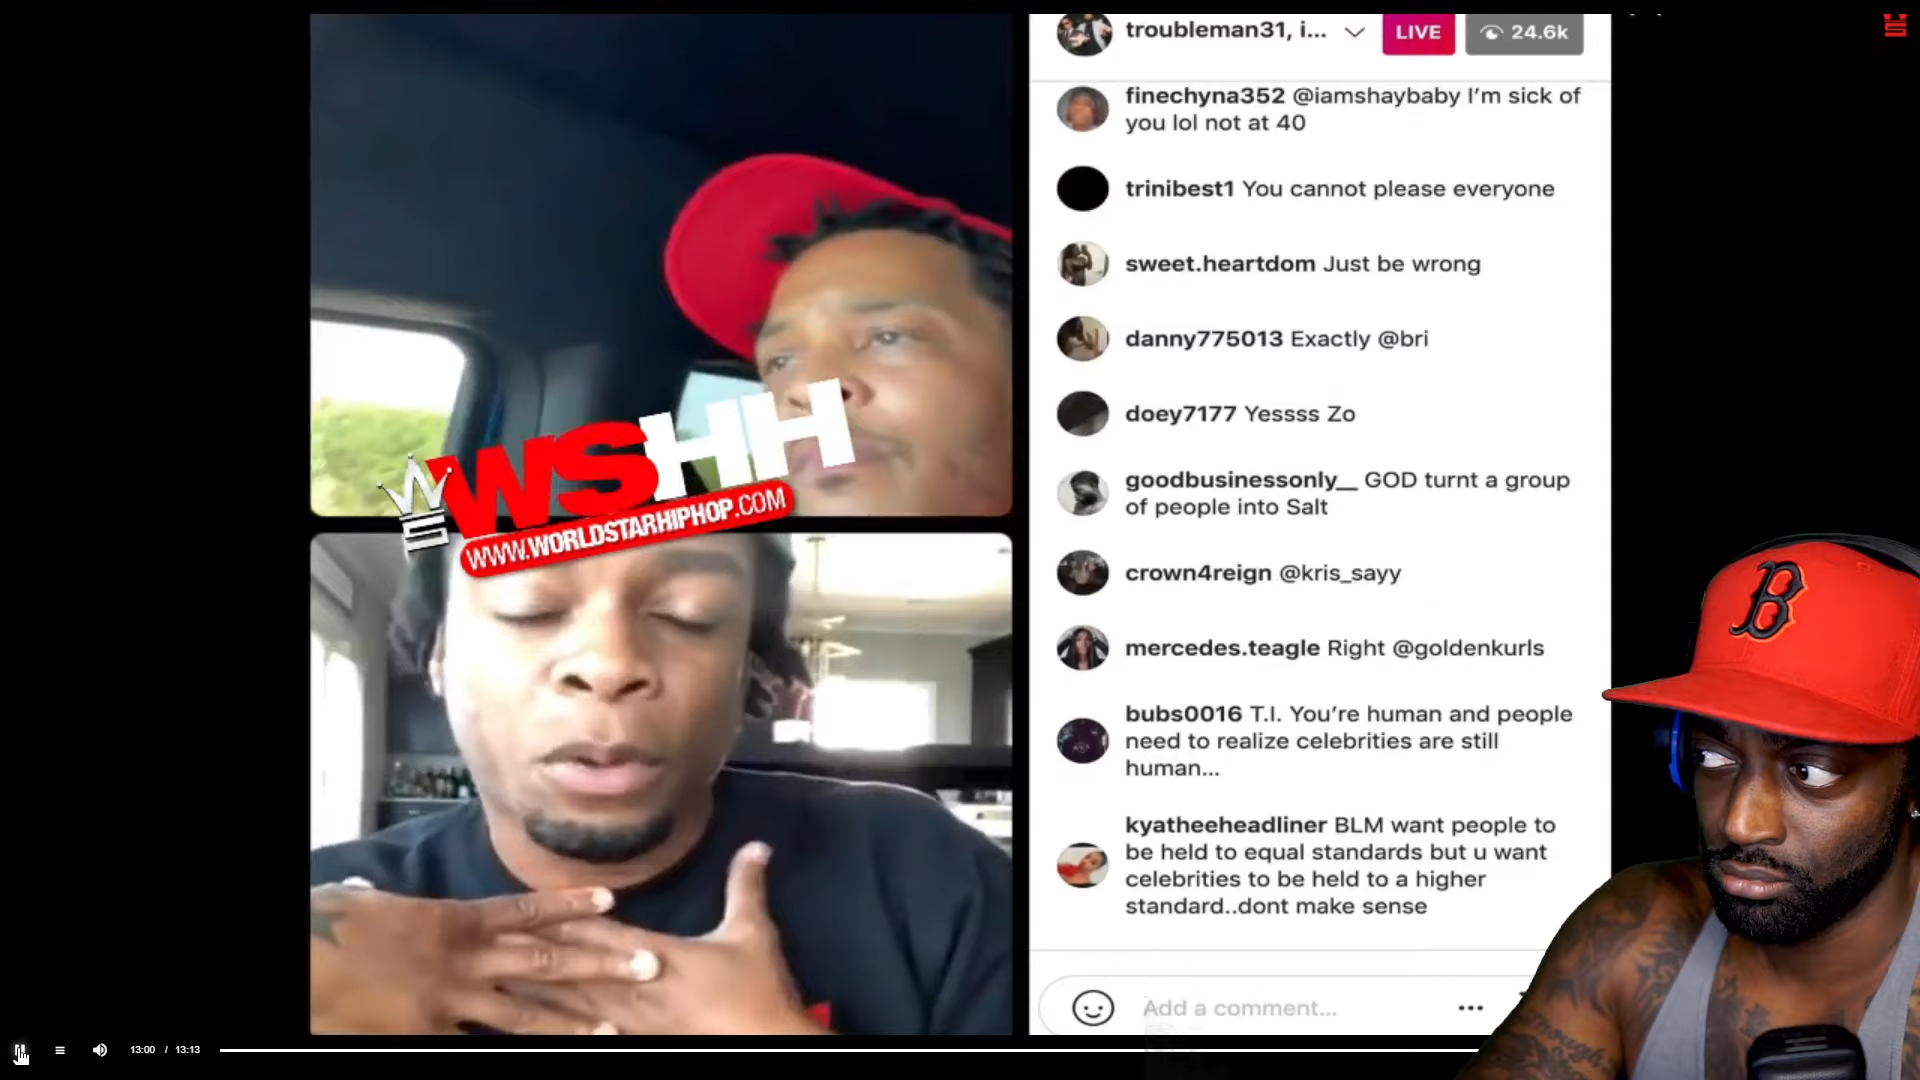 troubleman31, i...
LIVE
24.6k
finechyna352 @iamshaybaby I'm sick of
you lol not at 40
trinibest1 You cannot please everyone
sweet.heartdom Just be wrong
danny775013 Exactly @bri
doey7177 Yessss Zo
goodbusinessonly__ GOD turnt a group
of people into Salt
crown4reign @kris_sayy
mercedes.teagle Right @goldenkurls
bubs0016 T.I. You're human and people
need to realize celebrities are still
human...
kyatheeheadliner BLM want people to
be held to equal standards but u want
celebrities to be held to a higher
standard..dont make sense
Add a comment...
WSHH
WWW.WORLDSTARHIPHOP.COM
B
13:00 / 13:13